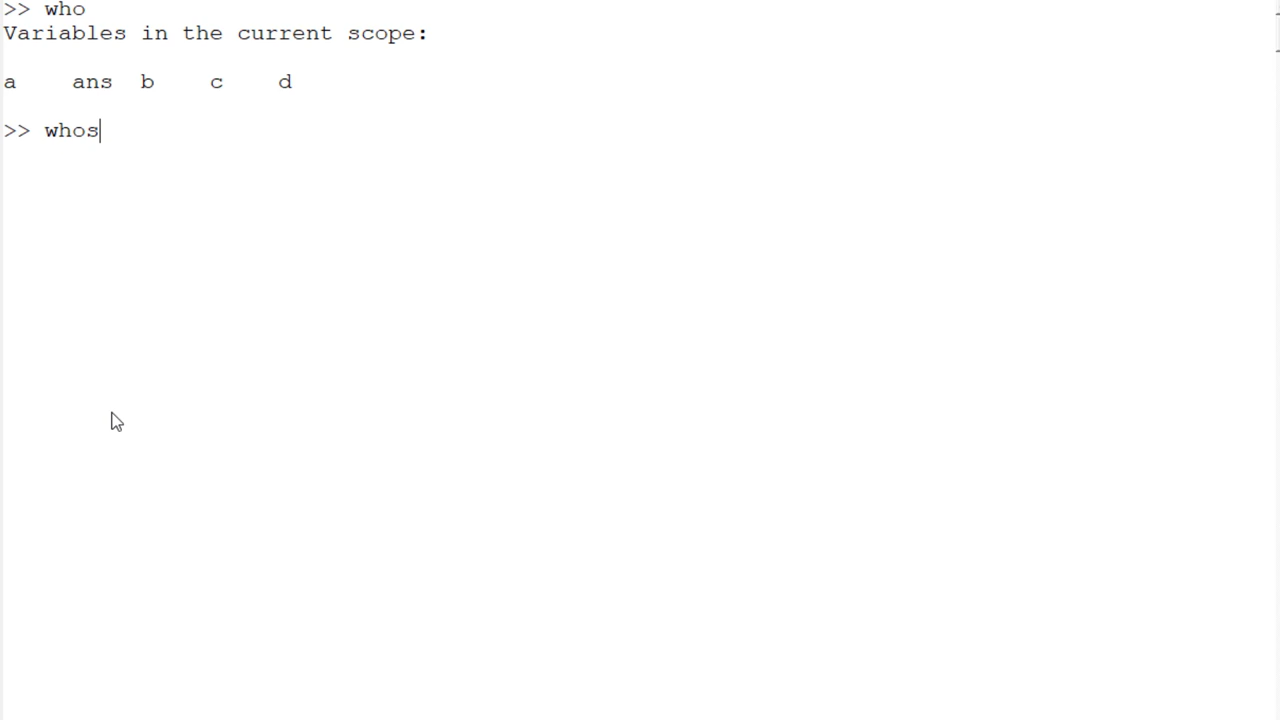 >> who
Variables in the current scope:
a    ans  b    c    d
>> whos